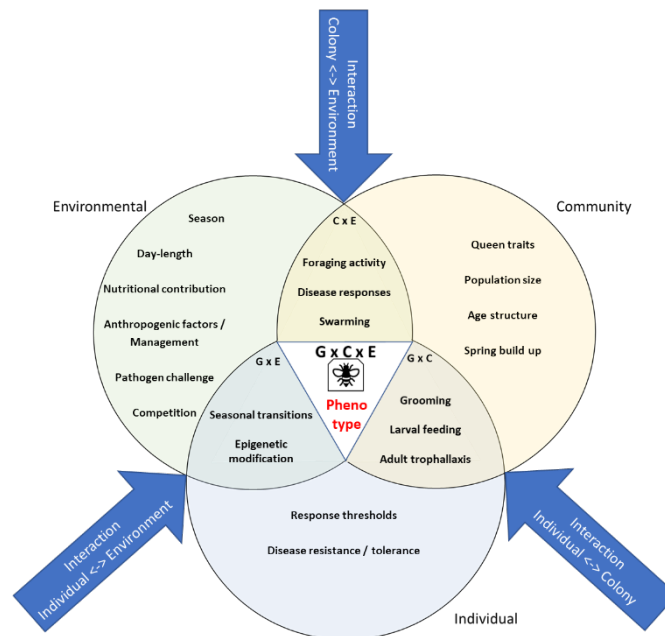 Interaction
Colony <-> Environment
Environmental
Community
Season
Day-length
Nutritional contribution
Anthropogenic factors /
Management
Pathogen challenge
Competition
C x E
Foraging activity
Disease responses
Swarming
Queen traits
Population size
Age structure
Spring build up
G x E
Seasonal transitions
Epigenetic
modification
G x C x E
Pheno
type
G x C
Grooming
Larval feeding
Adult trophallaxis
Response thresholds
Disease resistance / tolerance
Individual
Interaction
Individual <-> Environment
Interaction
Individual <-> Colony